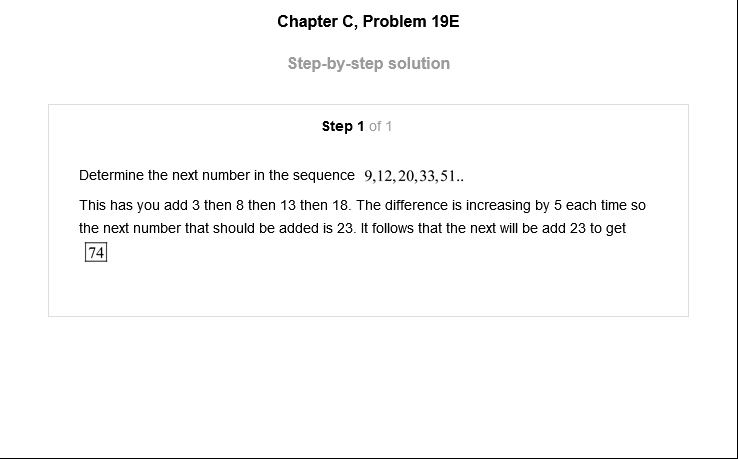 Chapter C, Problem 19E
Step-by-step solution
Step 1 of 1
Determine the next number in the sequence 9,12,20,33,51..
This has you add 3 then 8 then 13 then 18. The difference is increasing by 5 each time so
the next number that should be added is 23. It follows that the next will be add 23 to get
74